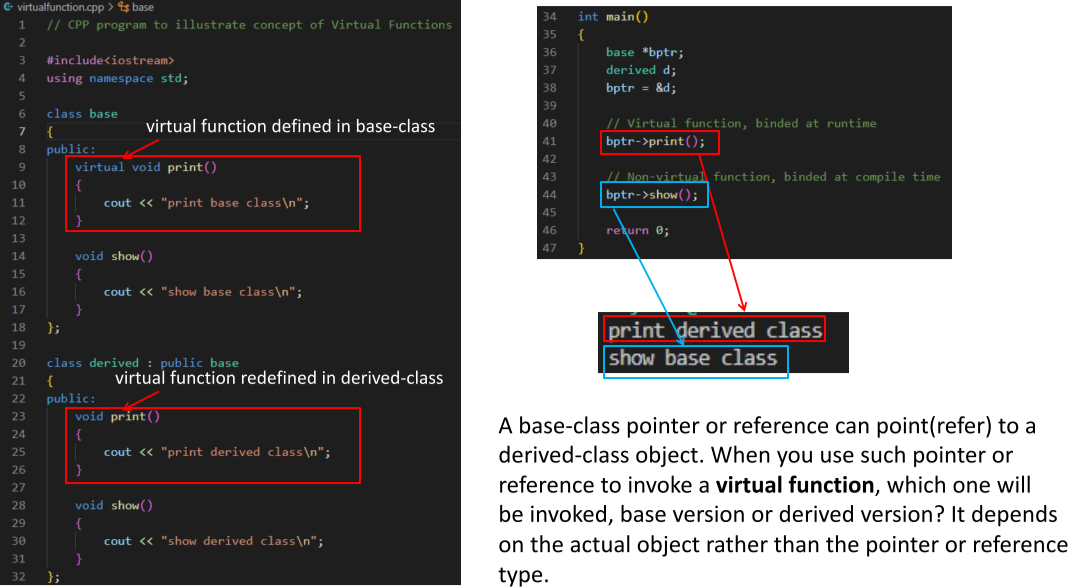 virtualfunction.cpp > base
1 // CPP program to illustrate concept of Virtual Functions
2
3 #include<iostream>
4 using namespace std;
5
6 class base
7 {
virtual function defined in base-class
8 public:
9 virtual void print()
10 {
11 cout << "print base class\n";
12 }
13
14 void show()
15 {
16 cout << "show base class\n";
17 }
18 };
19
20 class derived : public base
21 {
virtual function redefined in derived-class
22 public:
23 void print()
24 {
25 cout << "print derived class\n";
26 }
27
28 void show()
29 {
30 cout << "show derived class\n";
31 }
32 };
34 int main()
35 {
36 base *bptr;
37 derived d;
38 bptr = &d;
39
40 // Virtual function, binded at runtime
41 bptr->print();
42
43 // Non-virtual function, binded at compile time
44 bptr->show();
45
46 return 0;
47 }
print derived class
show base class
A base-class pointer or reference can point(refer) to a
derived-class object. When you use such pointer or
reference to invoke a virtual function, which one will
be invoked, base version or derived version? It depends
on the actual object rather than the pointer or reference
type.